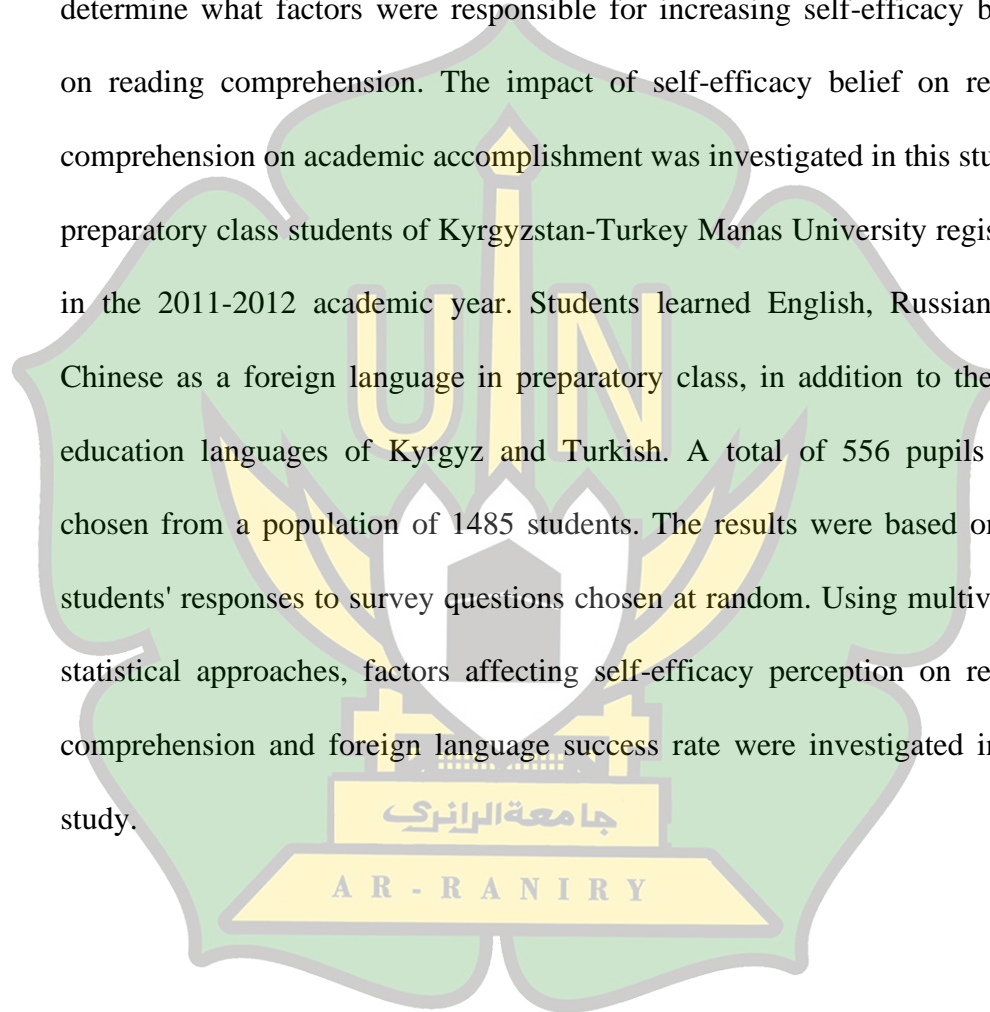 determine what factors were responsible for increasing self-efficacy b
on reading comprehension. The impact of self-efficacy belief on re
comprehension on academic accomplishment was investigated in this stu
preparatory class students of Kyrgyzstan-Turkey Manas University regis
in the 2011-2012 academic year. Students learned English, Russian
Chinese as a foreign language in preparatory class, in addition to the
education languages of Kyrgyz and Turkish. A total of 556 pupils
chosen from a population of 1485 students. The results were based or
students' responses to survey questions chosen at random. Using multiv
statistical approaches, factors affecting self-efficacy perception on re
comprehension and foreign language success rate were investigated in
study.
UIN
جامعةالرانري
AR-RANIRY